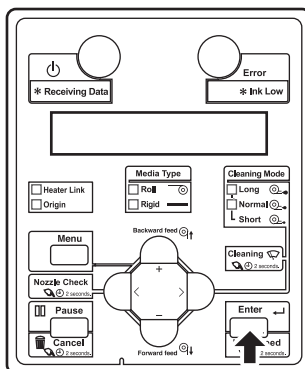 Error
* Receiving Data
* Ink Low
Media Type
Cleaning Mode
Heater Link
Roll
Long
Origin
Rigid
Normal
Short
Menu
Backward feed
+
Cleaning
2 seconds.
Nozzle Check
2 seconds.
< >
Pause
Enter
−
Cancel
2 seconds.
Forward feed
2 seconds.